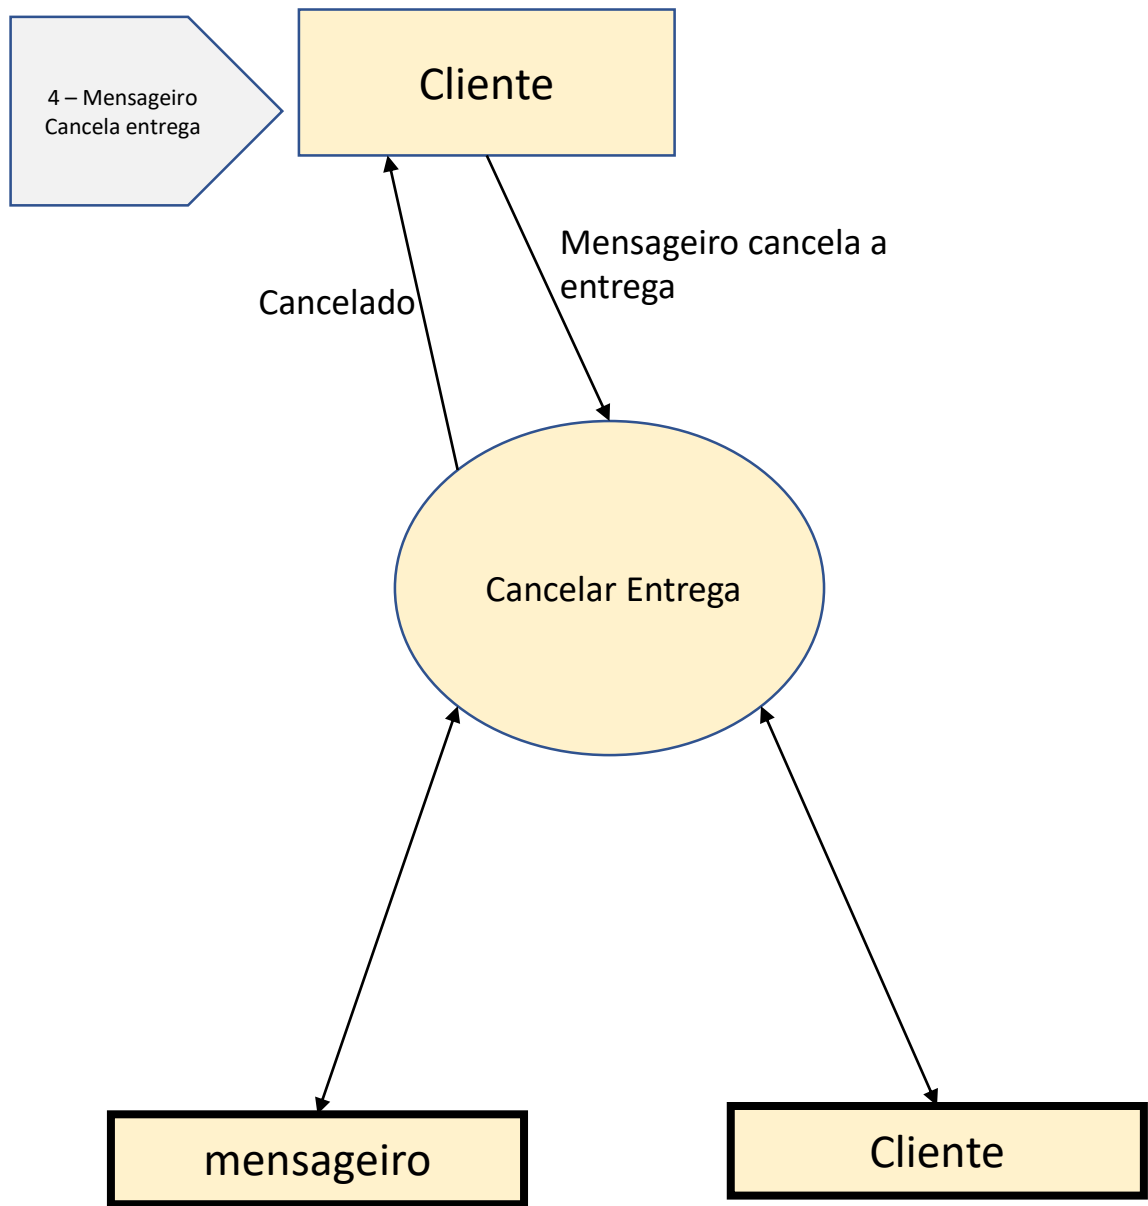 4 – Mensageiro
Cancela entrega
Cliente
Mensageiro cancela a
entrega
Cancelado
Cancelar Entrega
mensageiro
Cliente